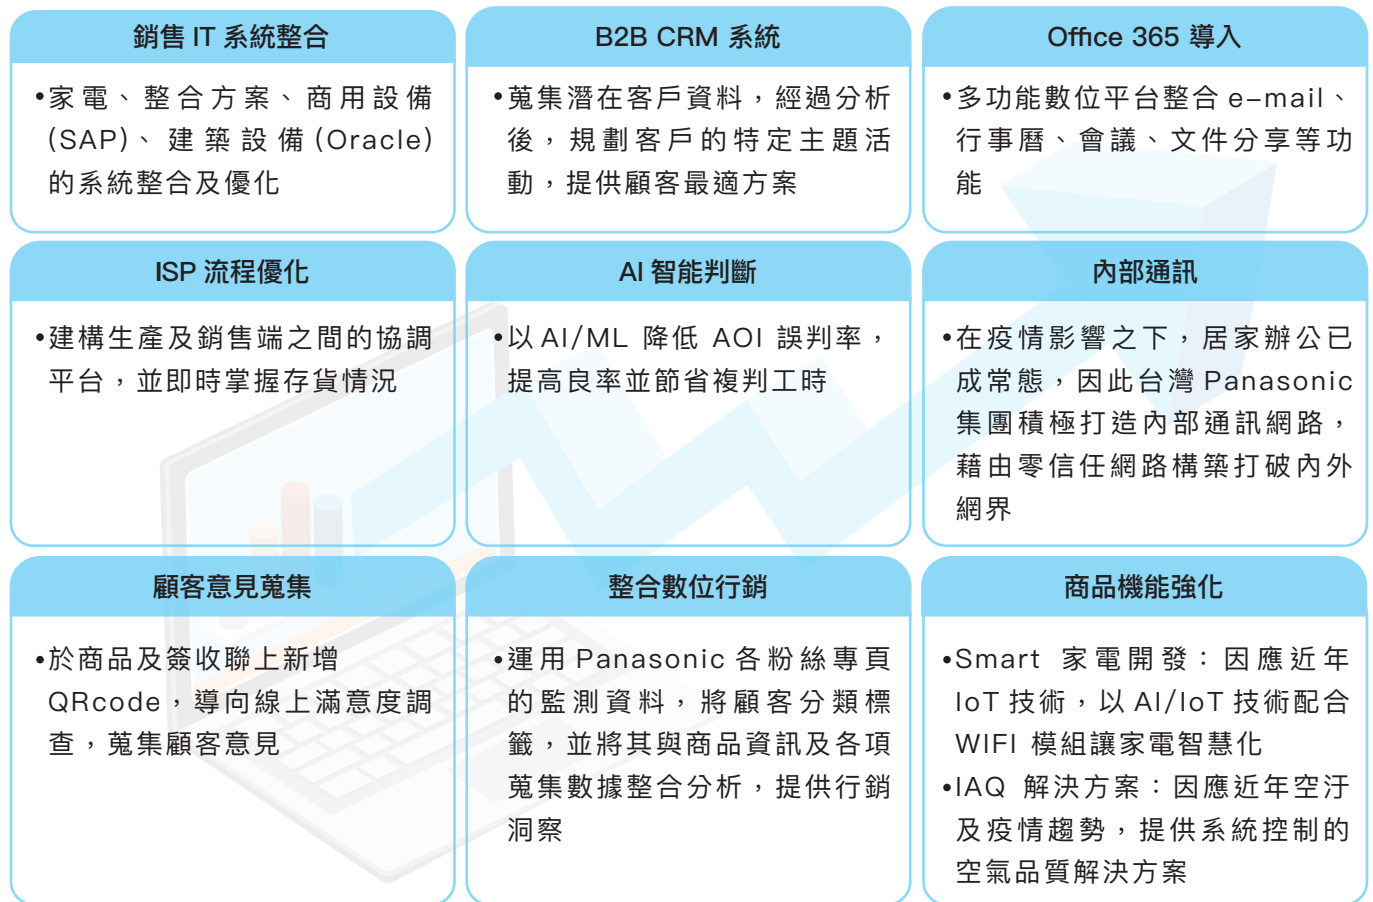 銷售 IT 系統整合
•家電、整合方案、商用設備
(SAP)、建築設備(Oracle)
的系統整合及優化
B2B CRM 系統
•蒐集潛在客戶資料，經過分析
後，規劃客戶的特定主題活
動，提供顧客最適方案
Office 365 導入
•多功能數位平台整合 e-mail、
行事曆、會議、文件分享等功
能
ISP 流程優化
•建構生產及銷售端之間的協調
平台，並即時掌握存貨情況
AI 智能判斷
•以 AI/ML 降低 AOI 誤判率，
提高良率並節省複判工時
內部通訊
•在疫情影響之下，居家辦公已
成常態，因此台灣 Panasonic
集團積極打造內部通訊網路，
藉由零信任網路構築打破內外
網界
顧客意見蒐集
•於商品及簽收聯上新增
QRcode，導向線上滿意度調
查，蒐集顧客意見
整合數位行銷
•運用 Panasonic 各粉絲專頁
的監測資料，將顧客分類標
籤，並將其與商品資訊及各項
蒐集數據整合分析，提供行銷
洞察
商品機能強化
•Smart 家電開發：因應近年
IoT 技術，以 AI/IoT 技術配合
WIFI 模組讓家電智慧化
•IAQ 解決方案：因應近年空汙
及疫情趨勢，提供系統控制的
空氣品質解決方案